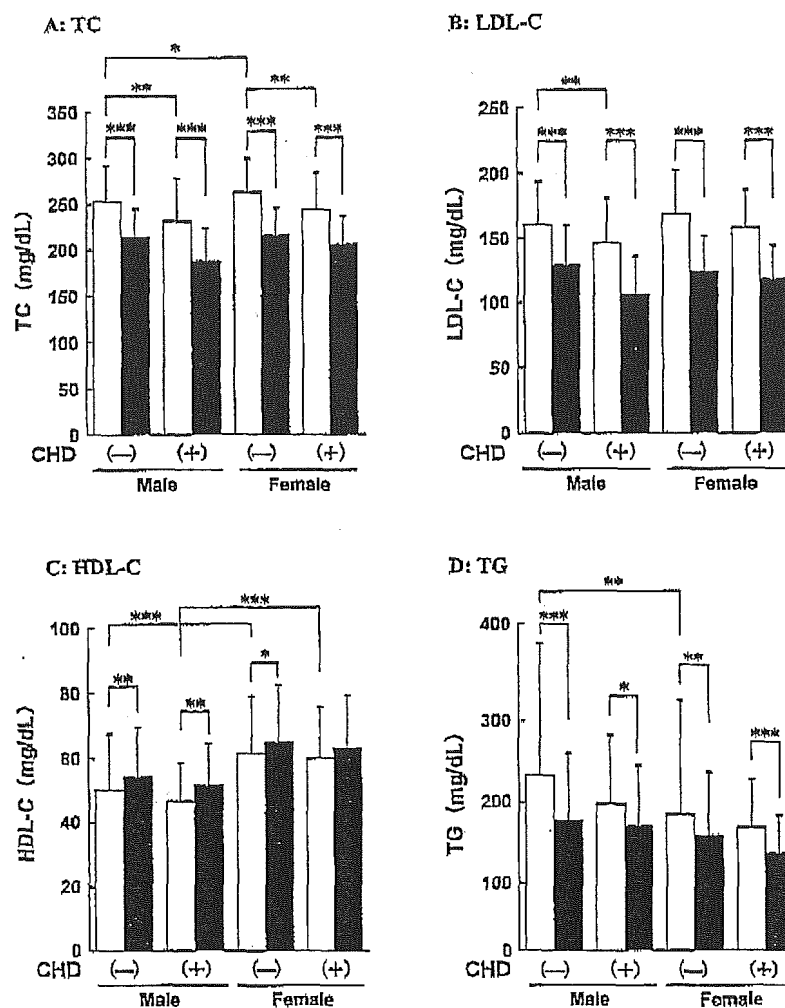 A: TC
*
**
**
***
***
***
***
350
300
250
200
150
100
50
0
TC (mg/dL)
CHD (—) (+) (—) (+)
Male Female
B: LDL-C
**
***
***
***
***
250
200
150
100
50
0
LDL-C (mg/dL)
CHD (—) (+) (—) (+)
Male Female
C: HDL-C
***
***
*
**
**
100
80
60
40
20
0
HDL-C (mg/dL)
CHD (—) (+) (—) (+)
Male Female
D: TG
**
***
**
*
***
400
300
200
100
0
TG (mg/dL)
CHD (—) (+) (—) (+)
Male Female